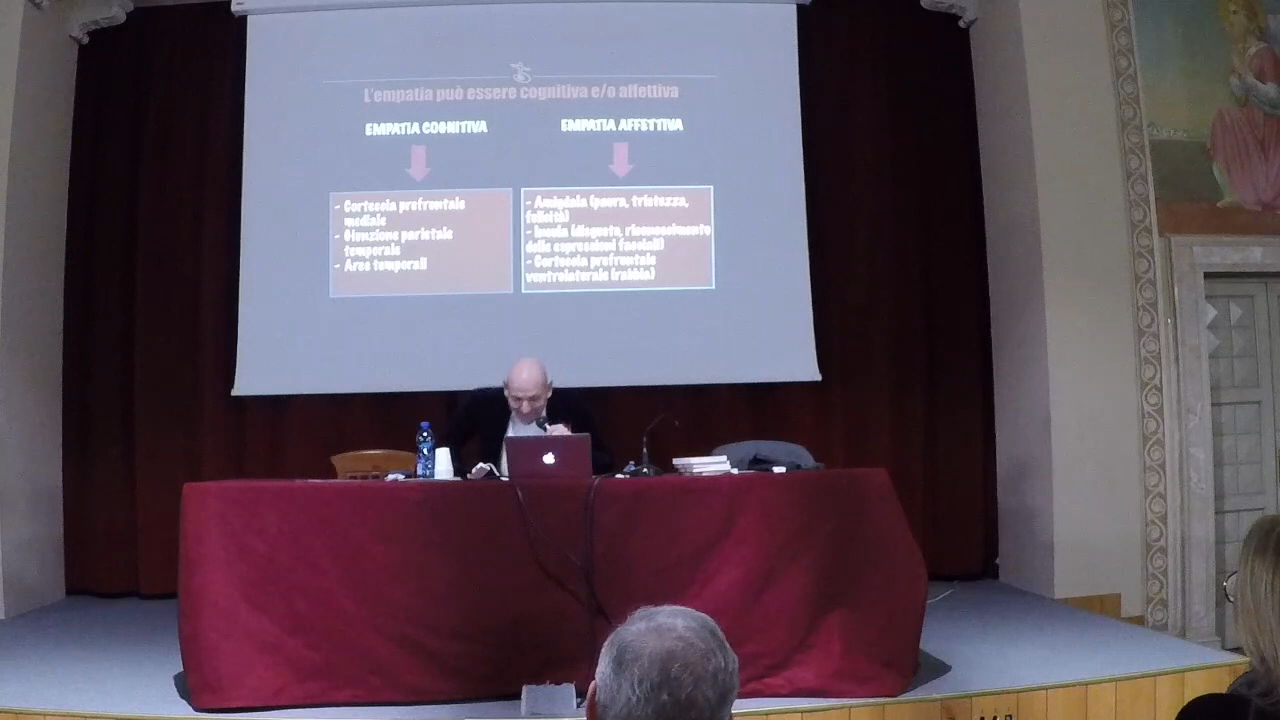 L'empatia può essere cognitiva e/o affettiva
EMPATIA COGNITIVA
EMPATIA AFFETTIVA
- Corteccia prefrontale
mediale
- Giunzione parietale
temporale
- Aree temporali
- Amigdala (paura, tristezza,
felicità)
- Insula (disgusto, riconoscimento
delle espressioni facciali)
- Corteccia prefrontale
ventrolaterale (rabbia)